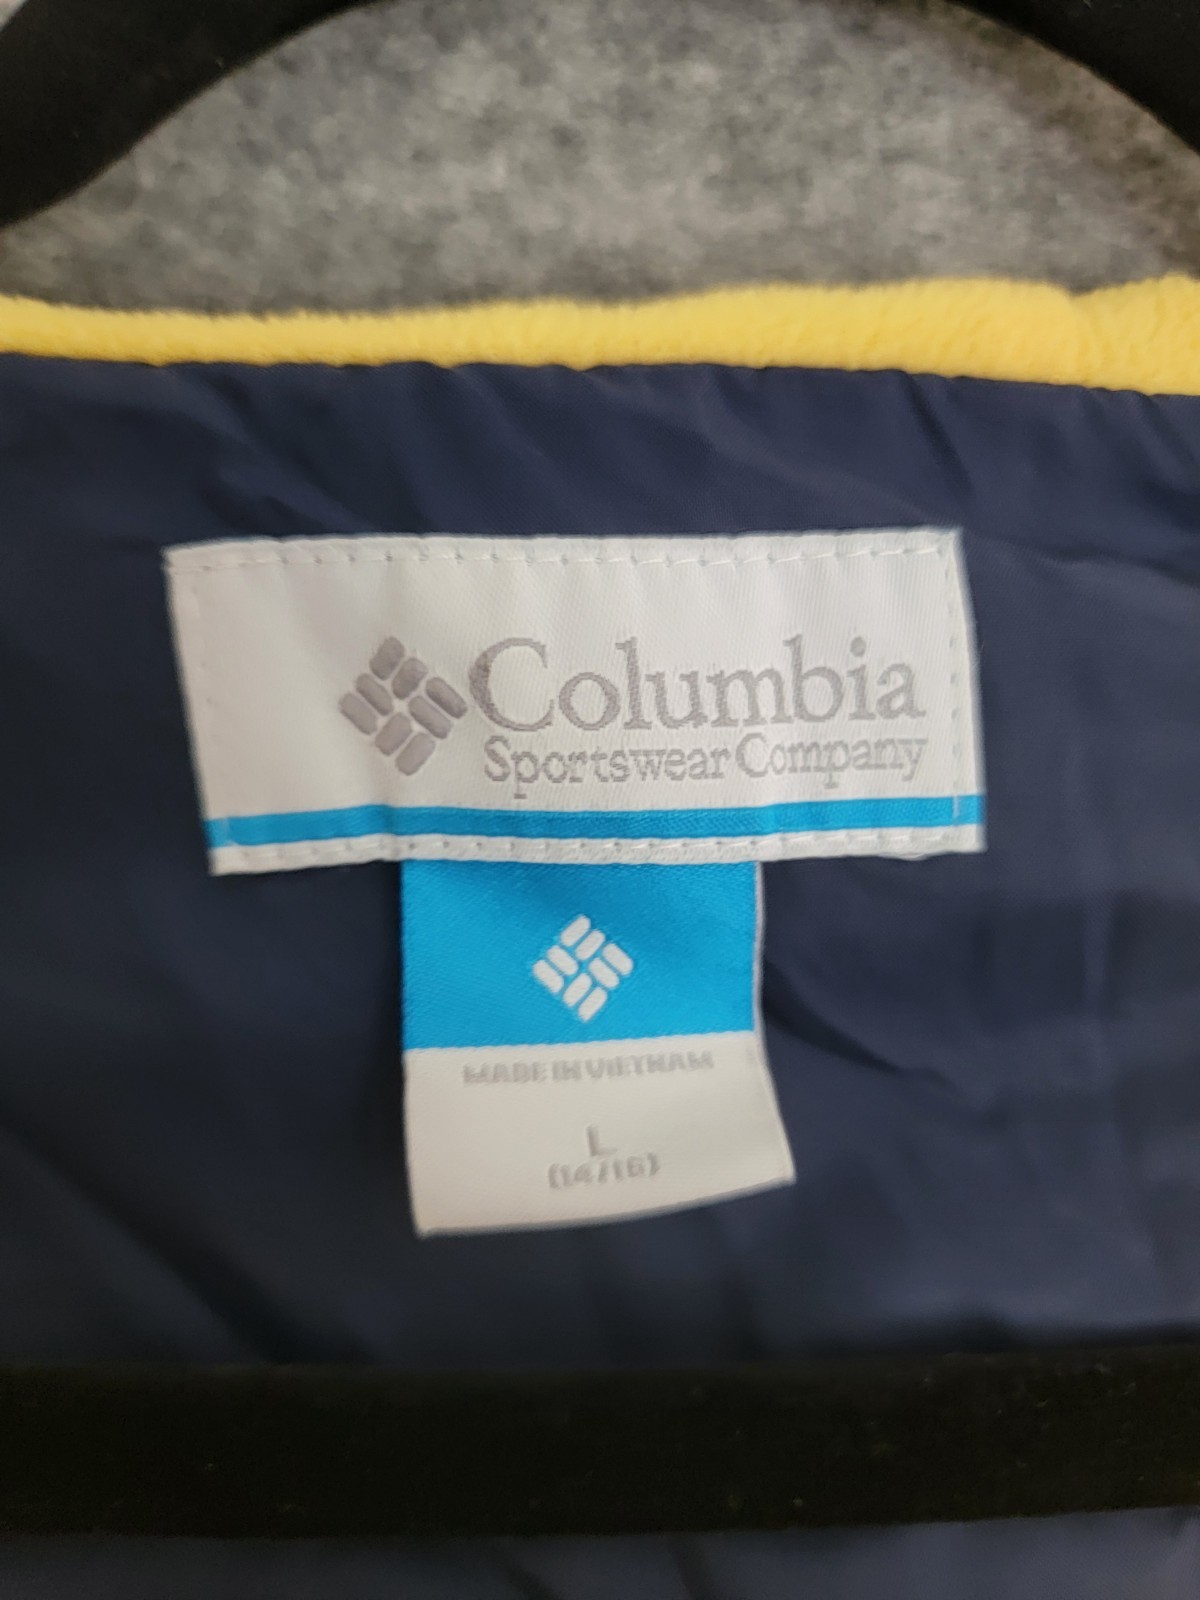 Columbia
Sportswear Company
MADE IN VIETNAM
L
(14/16)